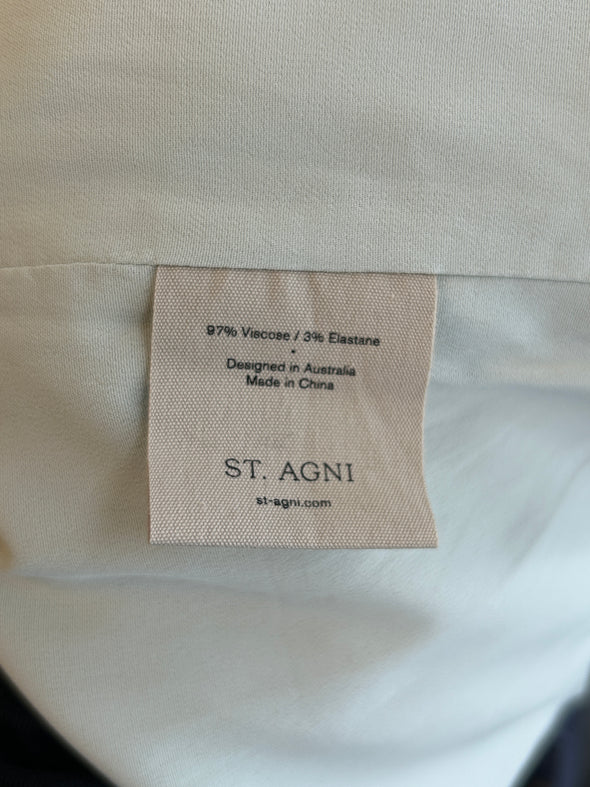 97% Viscose / 3% Elastane
•
Designed in Australia
Made in China
ST. AGNI
st-agni.com